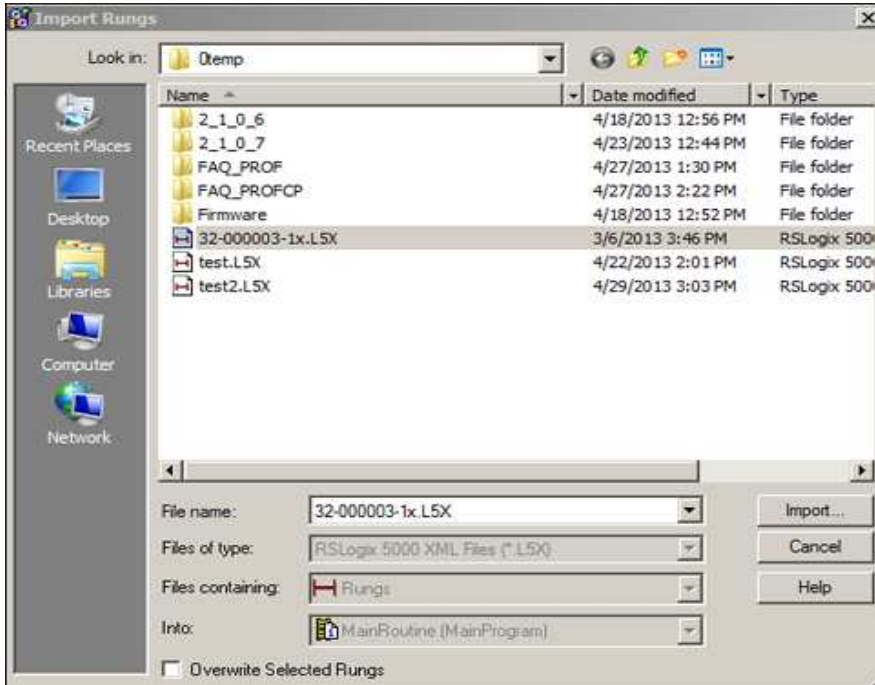 Import Rungs
Look in: 0temp
Name Date modified Type
2_1_0_6 4/18/2013 12:56 PM File folder
2_1_0_7 4/23/2013 12:44 PM File folder
FAQ_PROF 4/27/2013 1:30 PM File folder
FAQ_PROFCP 4/27/2013 2:22 PM File folder
Firmware 4/18/2013 12:52 PM File folder
32-000003-1x.L5X 3/6/2013 3:46 PM RSLogix 500
test.L5X 4/22/2013 2:01 PM RSLogix 500
test2.L5X 4/29/2013 3:03 PM RSLogix 500
Recent Places
Desktop
Libraries
Computer
Network
File name: 32-000003-1x.L5X Import...
Files of type: RSLogix 5000 XML Files (*.L5X) Cancel
Files containing: Rungs Help
Into: MainRoutine (MainProgram)
Overwrite Selected Rungs